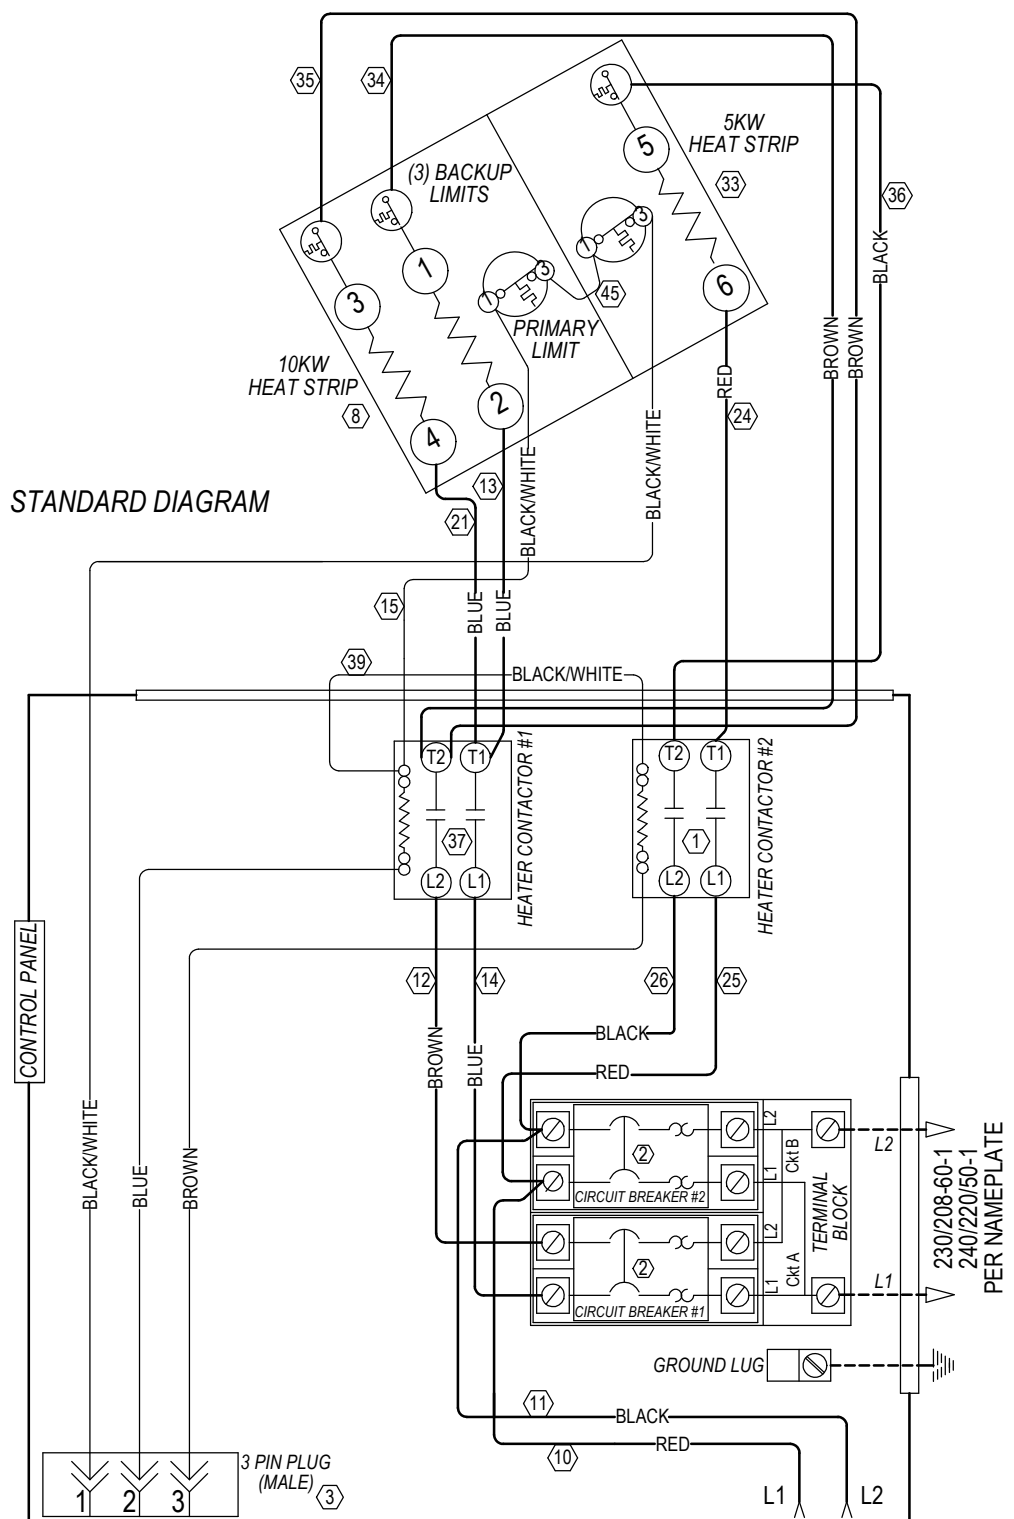 35
34
5KW
HEAT STRIP
33
36
(3) BACKUP
LIMITS
5
3
1
1
3
1
45
6
3
PRIMARY
LIMIT
10KW
HEAT STRIP
8
2
4
BLACK
BROWN
BROWN
RED
24
13
21
BLACK/WHITE
BLACK/WHITE
STANDARD DIAGRAM
15
BLUE
BLUE
39
BLACK/WHITE
T2
T1
37
L2
L1
HEATER CONTACTOR #1
T2
T1
1
L2
L1
HEATER CONTACTOR #2
CONTROL PANEL
12
14
26
25
BROWN
BLUE
BLACK
RED
BLACK/WHITE
BLUE
BROWN
2
CIRCUIT BREAKER #2
L2
L1
Ckt B
2
CIRCUIT BREAKER #1
L2
L1
Ckt A
TERMINAL
BLOCK
L2
L1
230/208-60-1
240/220/50-1
PER NAMEPLATE
GROUND LUG
11
BLACK
RED
10
3 PIN PLUG
(MALE)
3
1
2
3
L1
L2